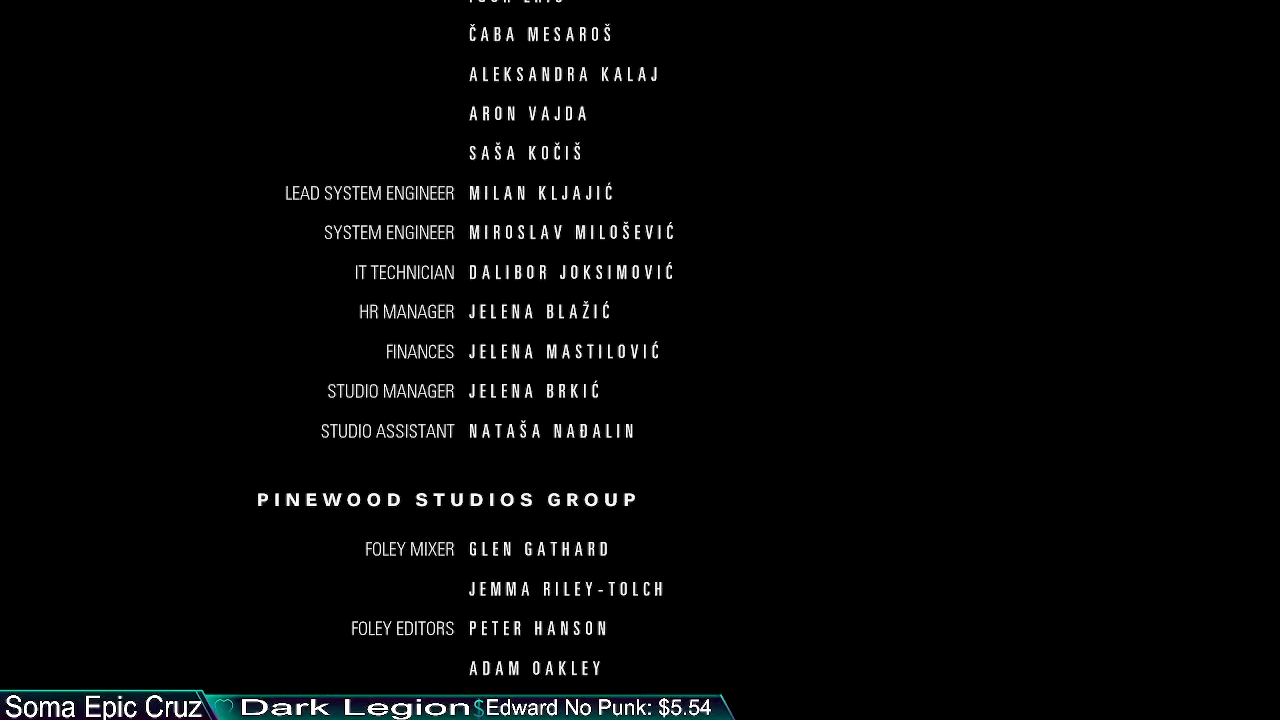 ČABA MESAROŠ
ALEKSANDRA KALAJ
ARON VAJDA
SAŠA KOČIŠ
LEAD SYSTEM ENGINEER MILAN KLJAJIĆ
SYSTEM ENGINEER MIROSLAV MILOŠEVIĆ
IT TECHNICIAN DALIBOR JOKSIMOVIĆ
HR MANAGER JELENA BLAŽIĆ
FINANCES JELENA MASTILOVIĆ
STUDIO MANAGER JELENA BRKIĆ
STUDIO ASSISTANT NATAŠA NAĐALIN
PINEWOOD STUDIOS GROUP
FOLEY MIXER GLEN GATHARD
JEMMA RILEY-TOLCH
FOLEY EDITORS PETER HANSON
ADAM OAKLEY
Soma Epic Cruz Dark Legion $Edward No Punk: $5.54